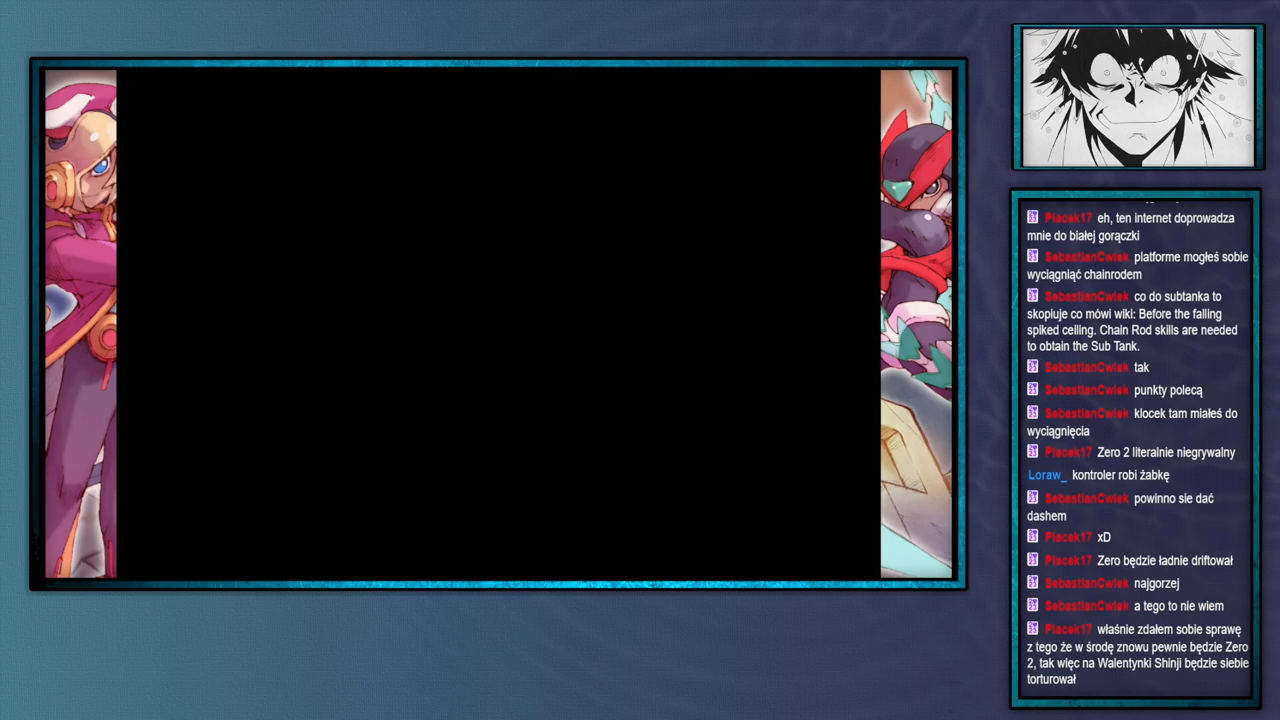 Placek17 eh, ten internet doprowadza
mnie do białej gorączki
SebastianCwiek platforme mogłeś sobie
wyciągnąć chainrodem
SebastianCwiek co do subtanka to
skopiuje co mówi wiki: Before the falling
spiked ceiling. Chain Rod skills are needed
to obtain the Sub Tank.
SebastianCwiek tak
SebastianCwiek punkty polecą
SebastianCwiek klocek tam miałeś do
wyciągnięcia
Placek17 Zero 2 literalnie niegrywalny
Loraw_ kontroler robi żabkę
SebastianCwiek powinno sie dać
dashem
Placek17 xD
Placek17 Zero będzie ładnie driftował
SebastianCwiek najgorzej
SebastianCwiek a tego to nie wiem
Placek17 właśnie zdałem sobie sprawę
z tego że w środę znowu pewnie będzie Zero
2, tak więc na Walentynki Shinji będzie siebie
torturował